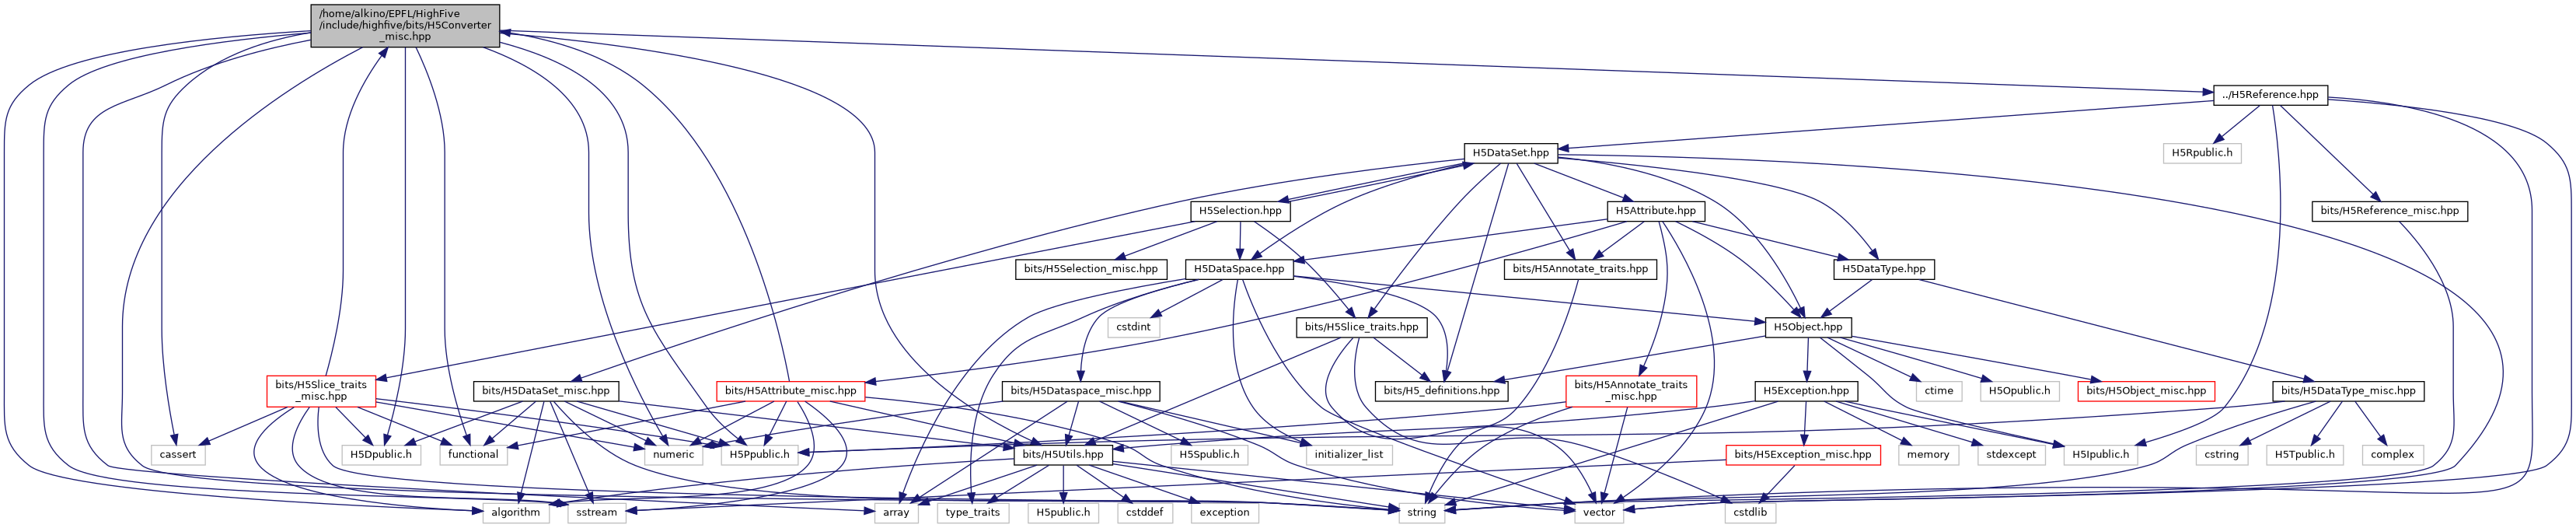 /home/alkino/EPFL/HighFive
/include/highfive/bits/H5Converter
_misc.hpp
../H5Reference.hpp
H5DataSet.hpp
H5Rpublic.h
H5Selection.hpp
H5Attribute.hpp
bits/H5Reference_misc.hpp
bits/H5Selection_misc.hpp
H5DataSpace.hpp
bits/H5Annotate_traits.hpp
H5DataType.hpp
cstdint
bits/H5Slice_traits.hpp
H5Object.hpp
bits/H5Slice_traits
_misc.hpp
bits/H5DataSet_misc.hpp
bits/H5Attribute_misc.hpp
bits/H5Dataspace_misc.hpp
bits/H5_definitions.hpp
bits/H5Annotate_traits
_misc.hpp
H5Exception.hpp
ctime
H5Opublic.h
bits/H5Object_misc.hpp
bits/H5DataType_misc.hpp
cassert
H5Dpublic.h
functional
numeric
H5Ppublic.h
bits/H5Utils.hpp
H5Spublic.h
initializer_list
bits/H5Exception_misc.hpp
memory
stdexcept
H5Ipublic.h
cstring
H5Tpublic.h
complex
algorithm
sstream
string
array
type_traits
H5public.h
cstddef
exception
vector
cstdlib